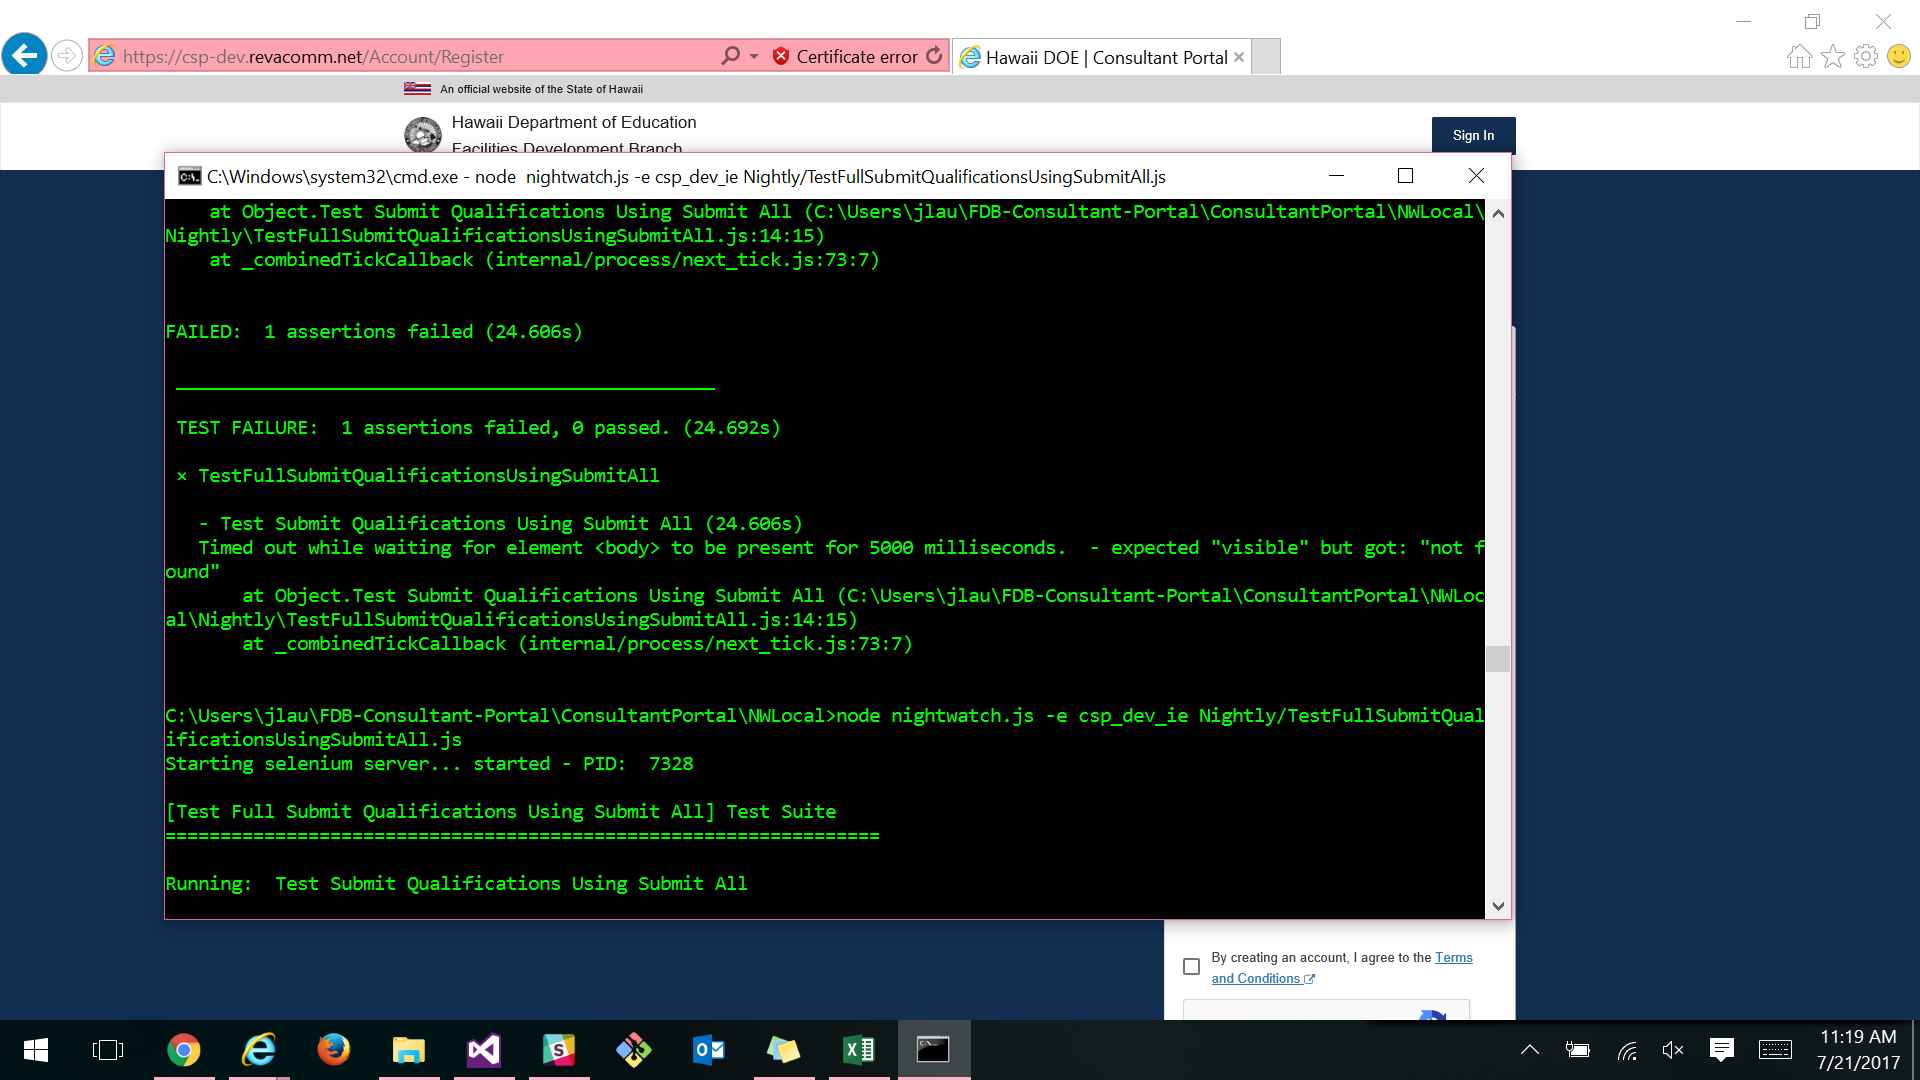 https://csp-dev.revacomm.net/Account/Register
Certificate error
Hawaii DOE | Consultant Portal
An official website of the State of Hawaii
Hawaii Department of Education
Facilities Development Branch
Sign In
C:\Windows\system32\cmd.exe - node  nightwatch.js -e csp_dev_ie Nightly/TestFullSubmitQualificationsUsingSubmitAll.js
    at Object.Test Submit Qualifications Using Submit All (C:\Users\jlau\FDB-Consultant-Portal\ConsultantPortal\NWLocal\
Nightly\TestFullSubmitQualificationsUsingSubmitAll.js:14:15)
    at _combinedTickCallback (internal/process/next_tick.js:73:7)
FAILED:  1 assertions failed (24.606s)
_________________________________________________
TEST FAILURE:  1 assertions failed, 0 passed. (24.692s)
× TestFullSubmitQualificationsUsingSubmitAll
- Test Submit Qualifications Using Submit All (24.606s)
Timed out while waiting for element <body> to be present for 5000 milliseconds.  - expected "visible" but got: "not f
ound"
at Object.Test Submit Qualifications Using Submit All (C:\Users\jlau\FDB-Consultant-Portal\ConsultantPortal\NWLoc
al\Nightly\TestFullSubmitQualificationsUsingSubmitAll.js:14:15)
at _combinedTickCallback (internal/process/next_tick.js:73:7)
C:\Users\jlau\FDB-Consultant-Portal\ConsultantPortal\NWLocal>node nightwatch.js -e csp_dev_ie Nightly/TestFullSubmitQual
ificationsUsingSubmitAll.js
Starting selenium server... started - PID:  7328
[Test Full Submit Qualifications Using Submit All] Test Suite
=================================================================
Running:  Test Submit Qualifications Using Submit All
By creating an account, I agree to the Terms
and Conditions
11:19 AM
7/21/2017